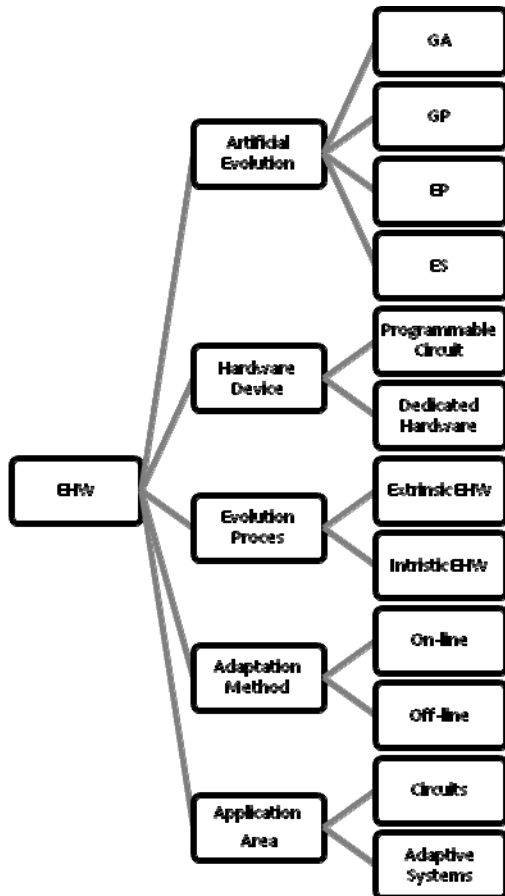 GA
GP
Artificial
Evolution
EP
ES
Programmable
Circuit
Hardware
Device
Dedicated
Hardware
EHW
Extrinsic EHW
Evolution
Proces
Intristic EHW
On-line
Adaptation
Method
Off-line
Circuits
Application
Area
Adaptive
Systems